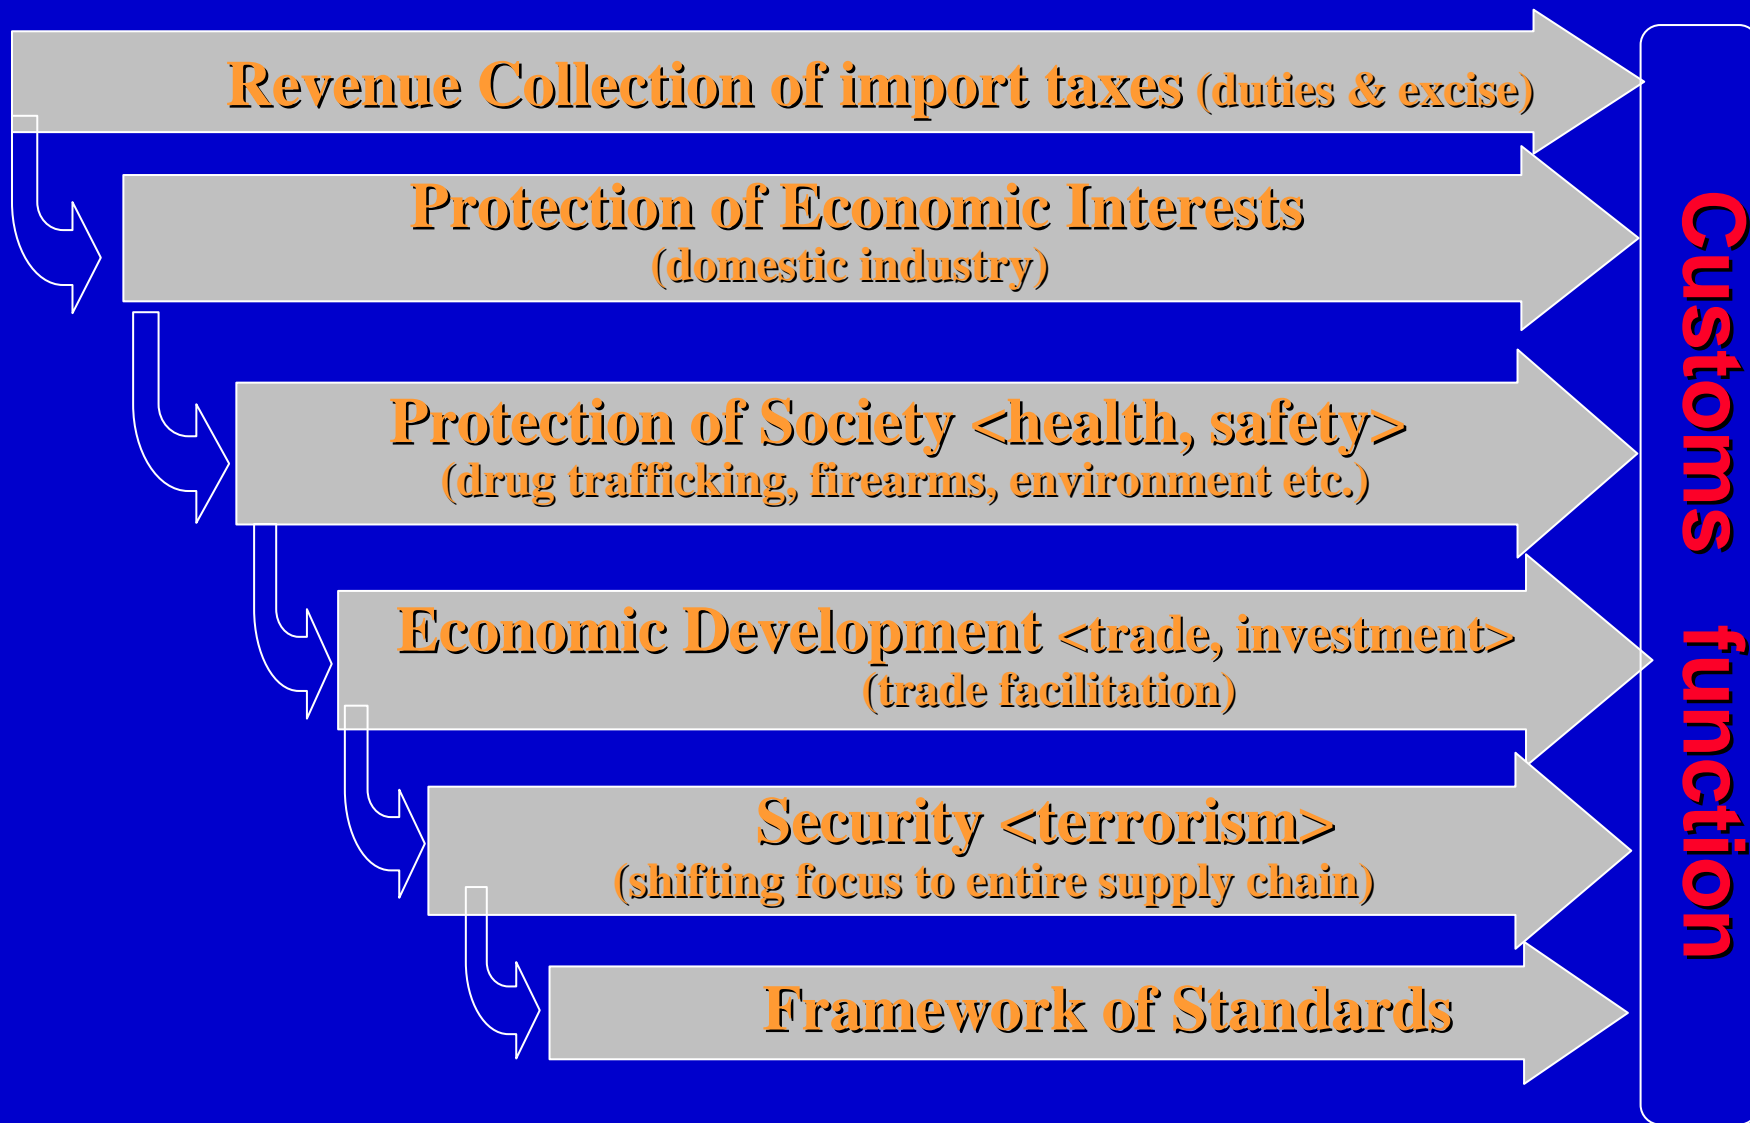 Revenue Collection of import taxes (duties & excise)
Protection of Economic Interests
(domestic industry)
Protection of Society <health, safety>
(drug trafficking, firearms, environment etc.)
Economic Development <trade, investment>
(trade facilitation)
Security <terrorism>
(shifting focus to entire supply chain)
Framework of Standards
Customs function